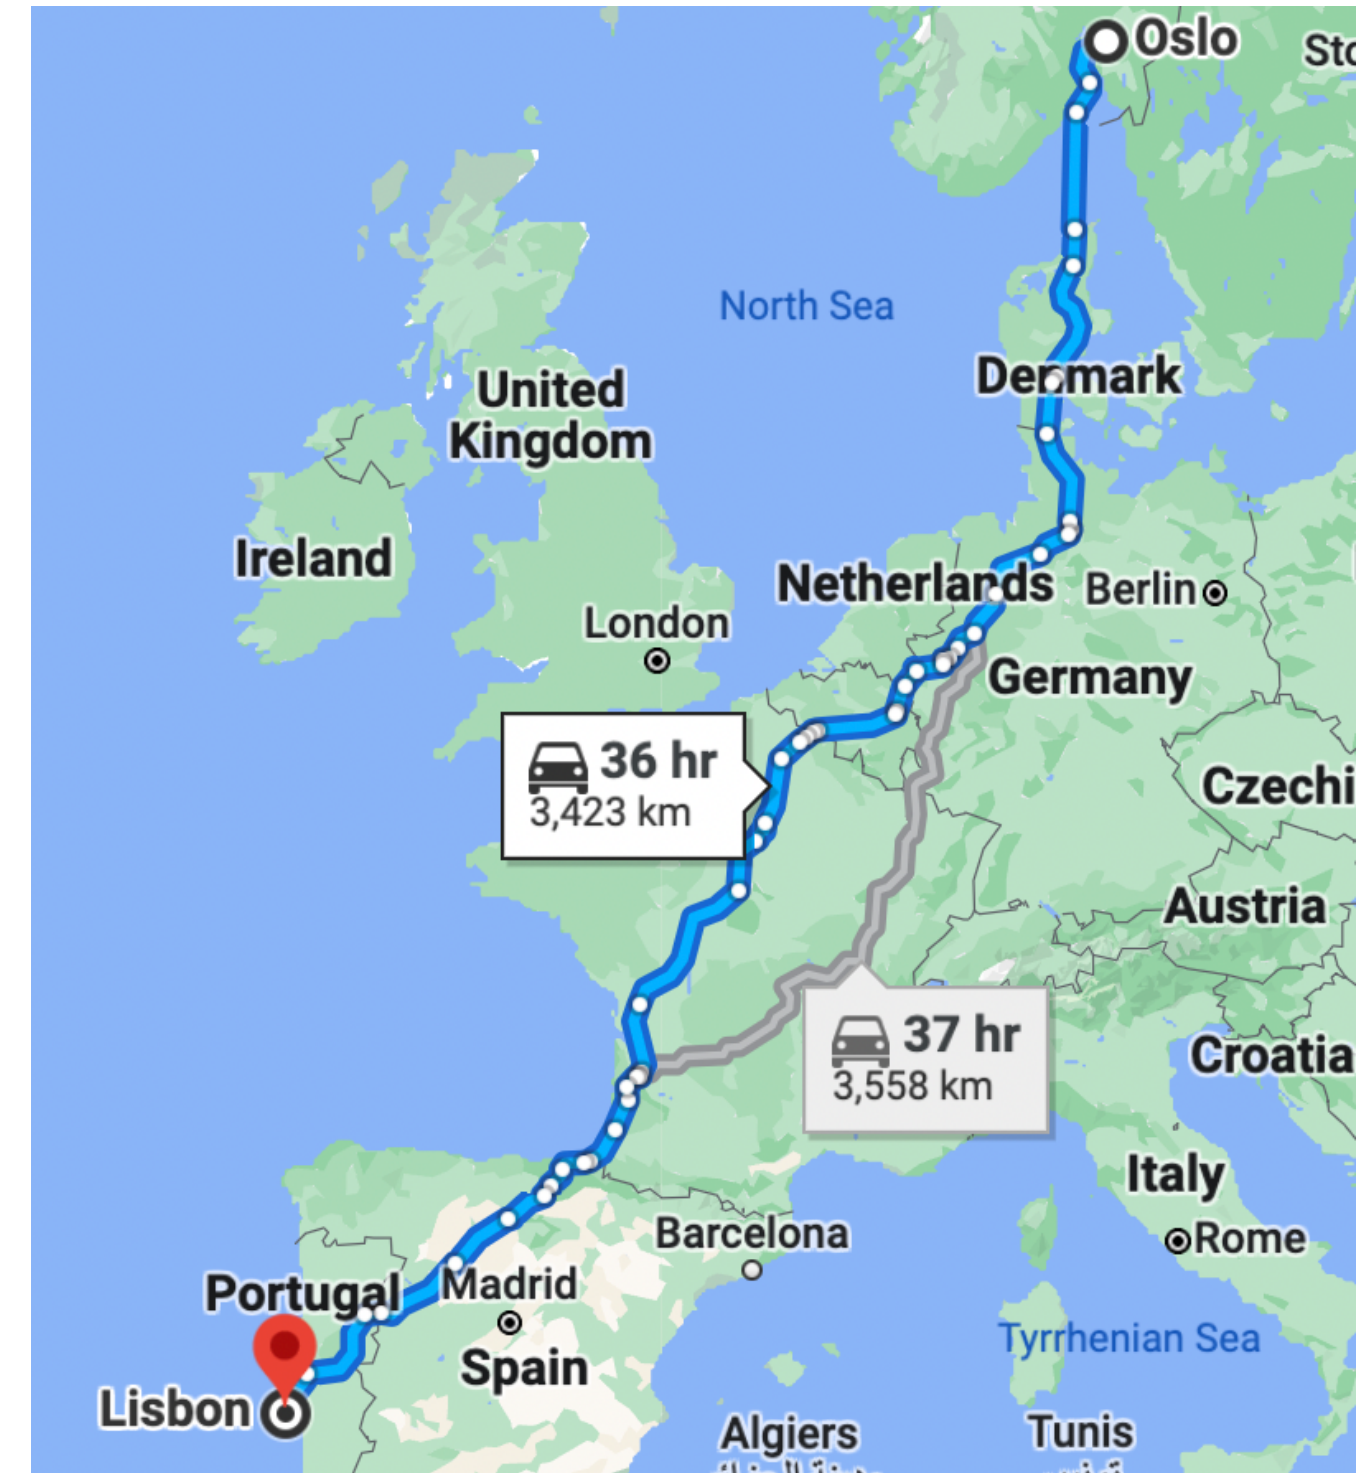 Oslo
Sto
North Sea
Denmark
United
Kingdom
Ireland
Netherlands
Berlin
London
Germany
36 hr
3,423 km
Czechi
Austria
37 hr
3,558 km
Croatia
Italy
Barcelona
Rome
Portugal
Madrid
Tyrrhenian Sea
Spain
Lisbon
Algiers
Tunis